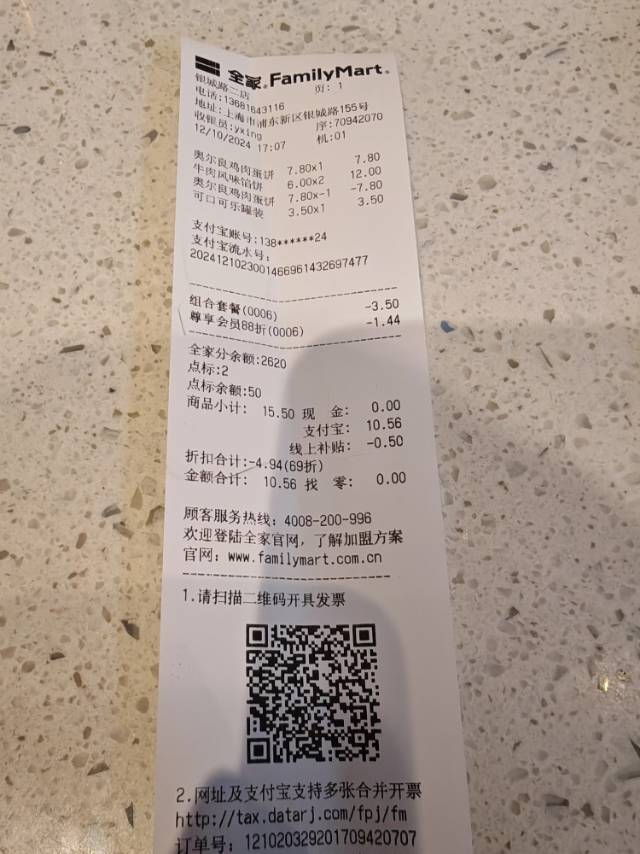 全家®FamilyMart®
银城路二店 页: 1
电话:13681643116
地址:上海市浦东新区银城路155号
收银员:yxing 序:70942070
12/10/2024 17:07 机:01
奥尔良鸡肉蛋饼 7.80x1 7.80
牛肉风味馅饼 6.00x2 12.00
奥尔良鸡肉蛋饼 7.80x-1 -7.80
可口可乐罐装 3.50x1 3.50
支付宝账号:138******24
支付宝流水号:
2024121023001466961432697477
组合套餐(0006) -3.50
尊享会员88折(0006) -1.44
全家分余额:2620
点标:2
点标余额:50
商品小计: 15.50 现 金: 0.00
支付宝: 10.56
线上补贴: -0.50
折扣合计:-4.94(69折)
金额合计: 10.56 找 零: 0.00
顾客服务热线: 4008-200-996
欢迎登陆全家官网,了解加盟方案
官网: www.familymart.com.cn
1.请扫描二维码开具发票
2.网址及支付宝支持多张合并开票
http://tax.datarj.com/fpj/fm
订单号: 121020329201709420707